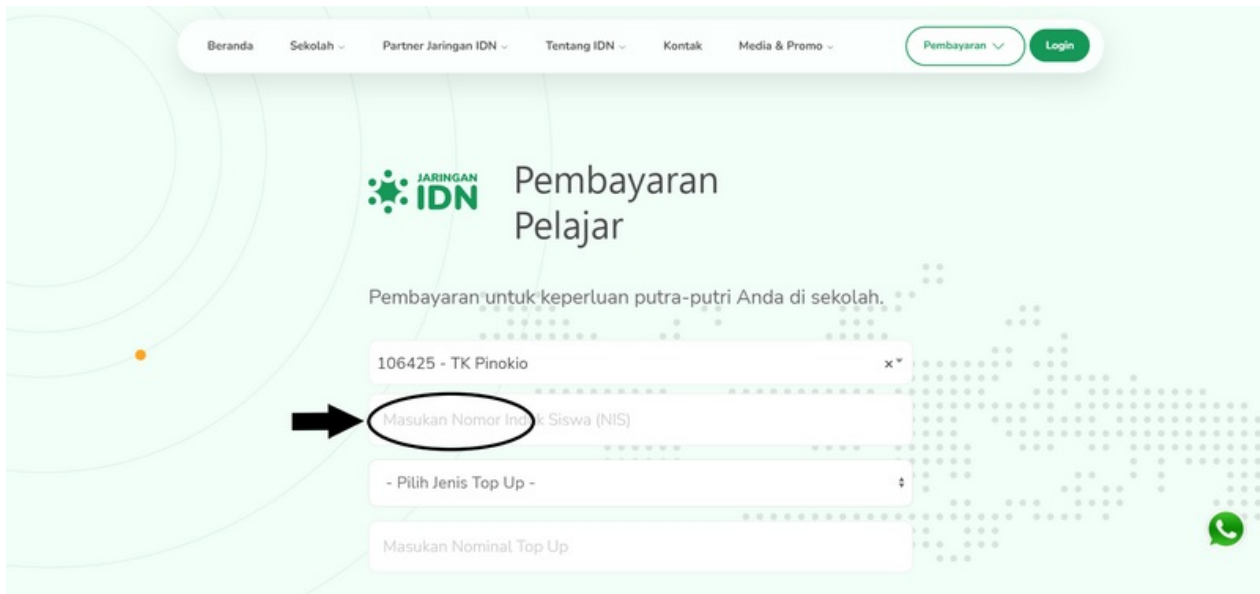 Beranda Sekolah Partner Jaringan IDN Tentang IDN Kontak Media & Promo Pembayaran Login
JARINGAN
IDN
Pembayaran
Pelajar
Pembayaran untuk keperluan putra-putri Anda di sekolah.
106425 - TK Pinokio ×
Masukan Nomor Induk Siswa (NIS)
- Pilih Jenis Top Up -
Masukan Nominal Top Up